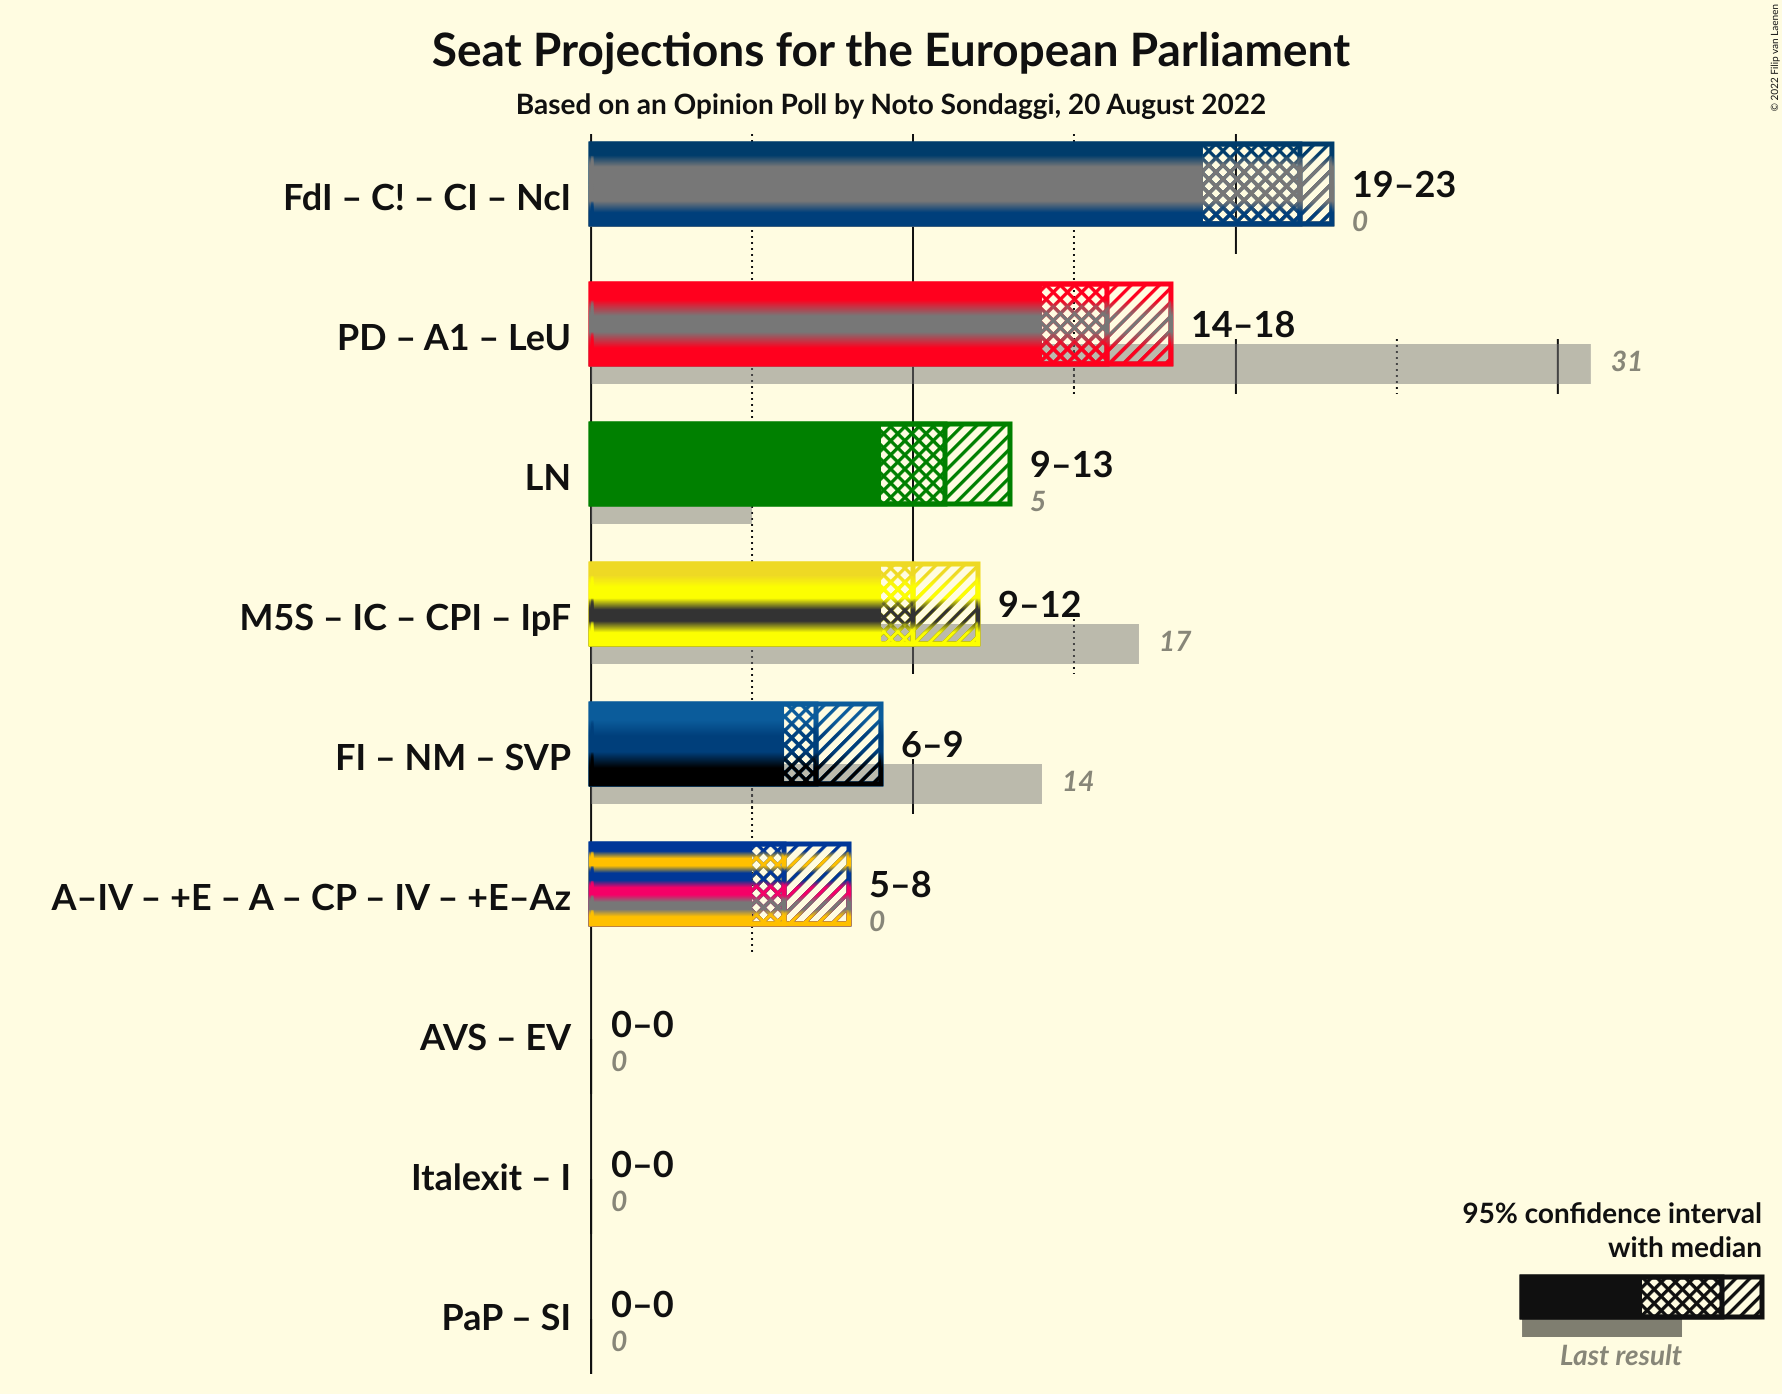 Seat Projections for the European Parliament
Based on an Opinion Poll by Noto Sondaggi, 20 August 2022
© 2022 Filip van Laenen
FdI – C! – CI – NcI
19–23
0
PD – A1 – LeU
14–18
31
LN
9–13
5
M5S – IC – CPI – IpF
9–12
17
FI – NM – SVP
6–9
14
A–IV – +E – A – CP – IV – +E–Az
5–8
0
AVS – EV
0–0
0
Italexit – I
0–0
0
PaP – SI
0–0
0
95% confidence interval
with median
Last result